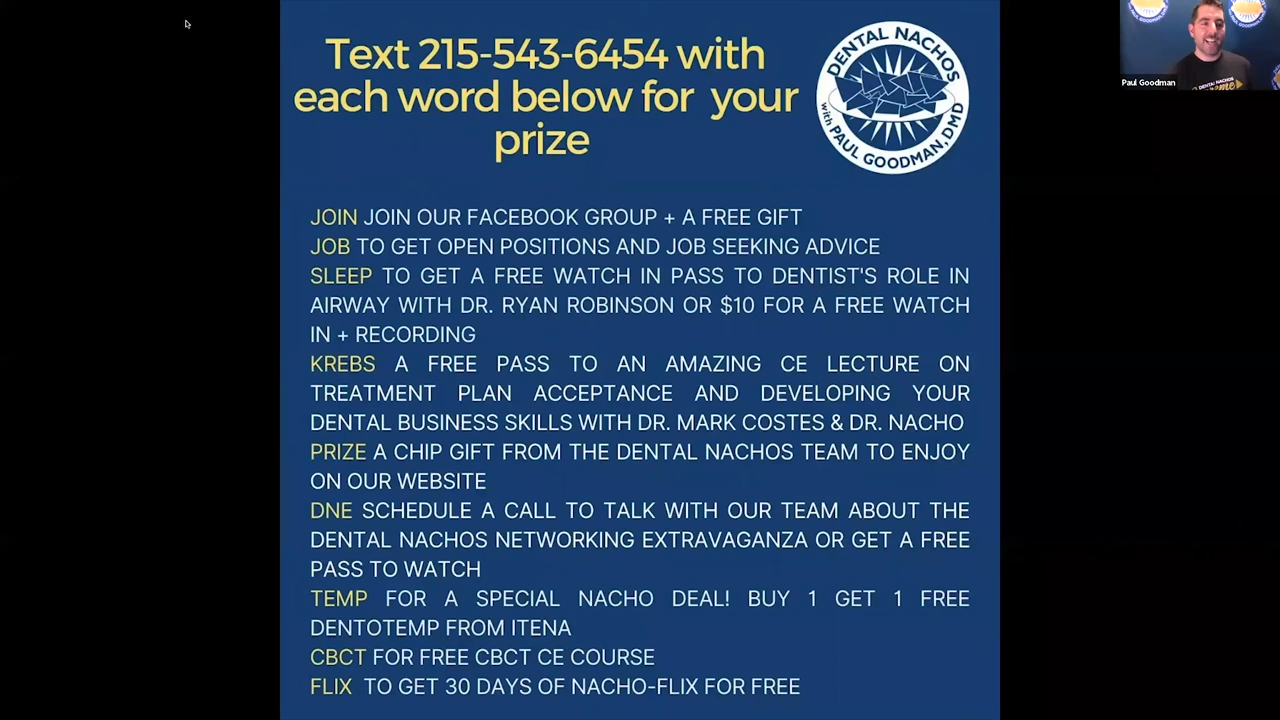 Text 215-543-6454 with
each word below for your
prize
DENTAL NACHOS
with PAUL GOODMAN, DMD
Paul Goodman
DENTAL NACHOS
JOIN JOIN OUR FACEBOOK GROUP + A FREE GIFT
JOB TO GET OPEN POSITIONS AND JOB SEEKING ADVICE
SLEEP TO GET A FREE WATCH IN PASS TO DENTIST'S ROLE IN
AIRWAY WITH DR. RYAN ROBINSON OR $10 FOR A FREE WATCH
IN + RECORDING
KREBS A FREE PASS TO AN AMAZING CE LECTURE ON
TREATMENT PLAN ACCEPTANCE AND DEVELOPING YOUR
DENTAL BUSINESS SKILLS WITH DR. MARK COSTES & DR. NACHO
PRIZE A CHIP GIFT FROM THE DENTAL NACHOS TEAM TO ENJOY
ON OUR WEBSITE
DNE SCHEDULE A CALL TO TALK WITH OUR TEAM ABOUT THE
DENTAL NACHOS NETWORKING EXTRAVAGANZA OR GET A FREE
PASS TO WATCH
TEMP FOR A SPECIAL NACHO DEAL! BUY 1 GET 1 FREE
DENTOTEMP FROM ITENA
CBCT FOR FREE CBCT CE COURSE
FLIX TO GET 30 DAYS OF NACHO-FLIX FOR FREE